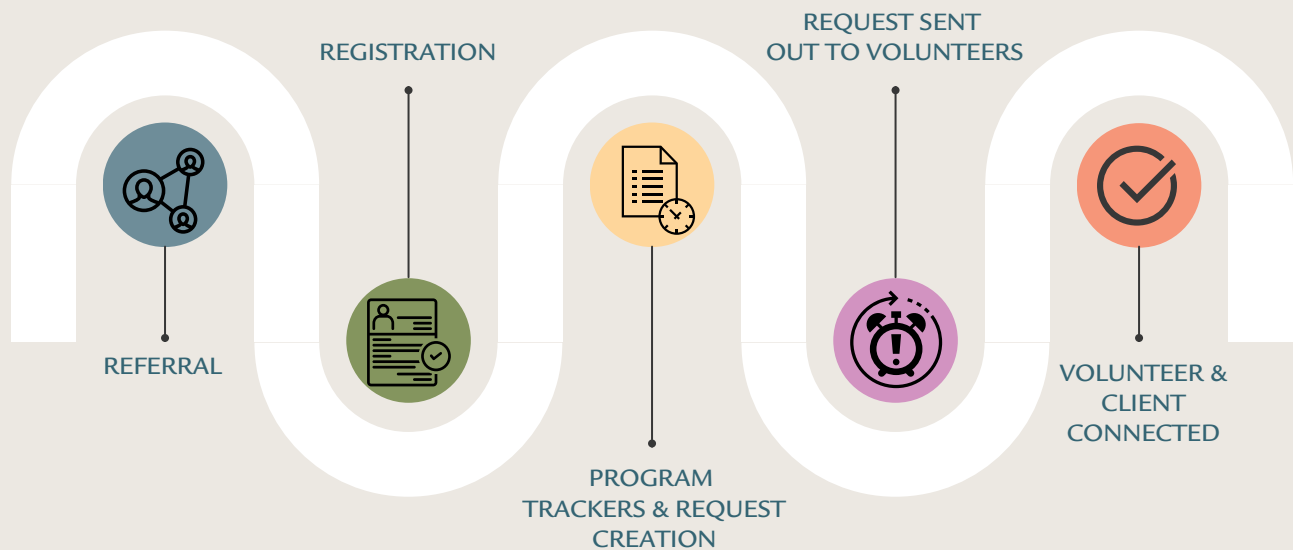 REFERRAL
REGISTRATION
PROGRAM
TRACKERS & REQUEST
CREATION
REQUEST SENT
OUT TO VOLUNTEERS
VOLUNTEER &
CLIENT
CONNECTED